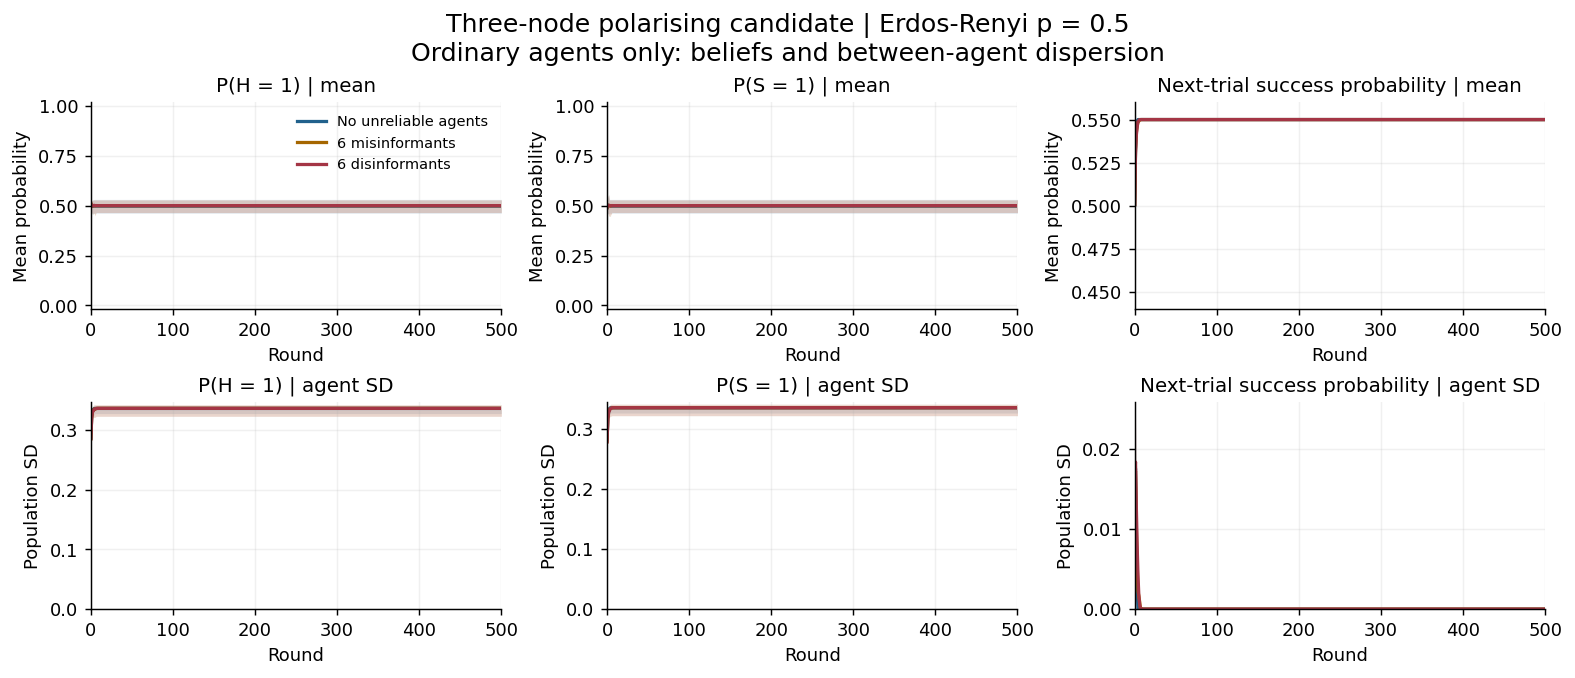 Three-node polarising candidate | Erdos-Renyi p = 0.5
Ordinary agents only: beliefs and between-agent dispersion
P(H = 1) | mean
Mean probability
1.00
0.75
0.50
0.25
0.00
No unreliable agents
6 misinformants
6 disinformants
0 100 200 300 400 500
Round
P(S = 1) | mean
Mean probability
1.00
0.75
0.50
0.25
0.00
0 100 200 300 400 500
Round
Next-trial success probability | mean
Mean probability
0.550
0.525
0.500
0.475
0.450
0 100 200 300 400 500
Round
P(H = 1) | agent SD
Population SD
0.3
0.2
0.1
0.0
0 100 200 300 400 500
Round
P(S = 1) | agent SD
Population SD
0.3
0.2
0.1
0.0
0 100 200 300 400 500
Round
Next-trial success probability | agent SD
Population SD
0.02
0.01
0.00
0 100 200 300 400 500
Round